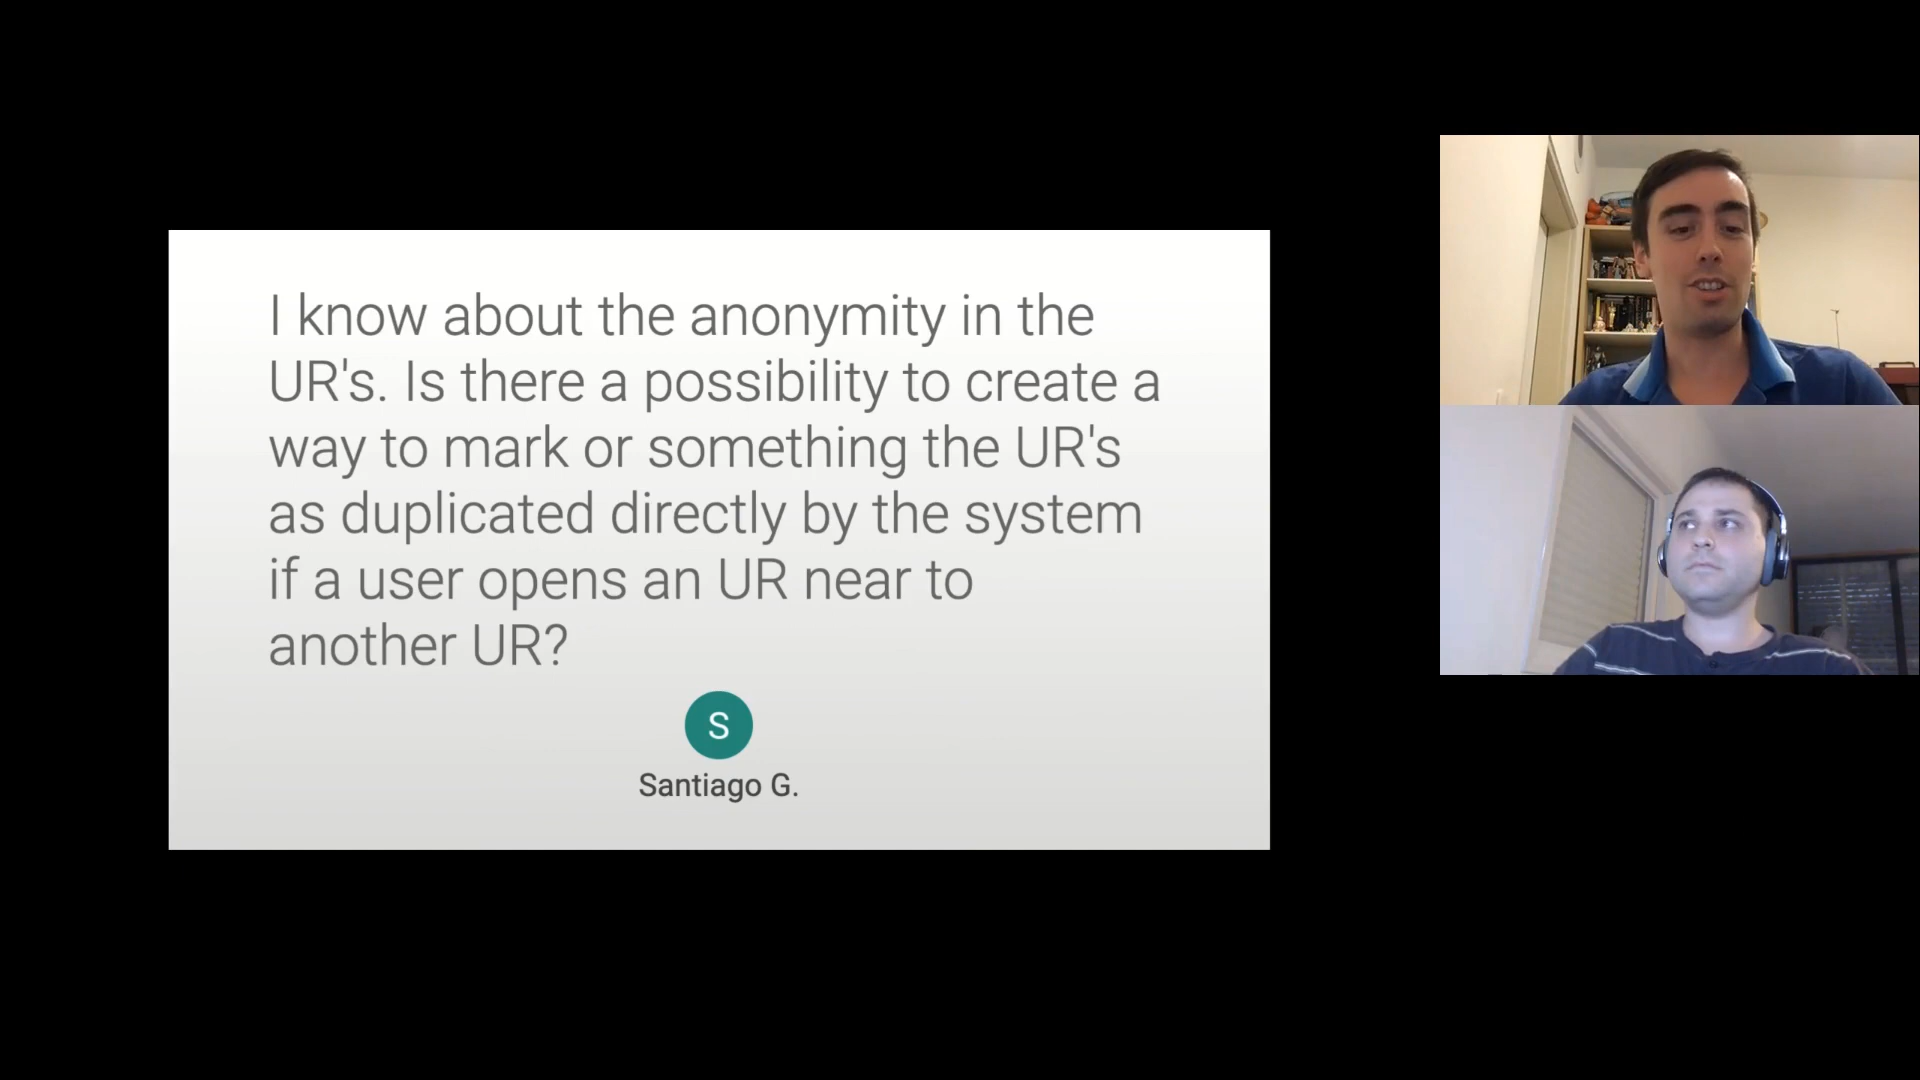 I know about the anonymity in the
UR's. Is there a possibility to create a
way to mark or something the UR's
as duplicated directly by the system
if a user opens an UR near to
another UR?
S
Santiago G.